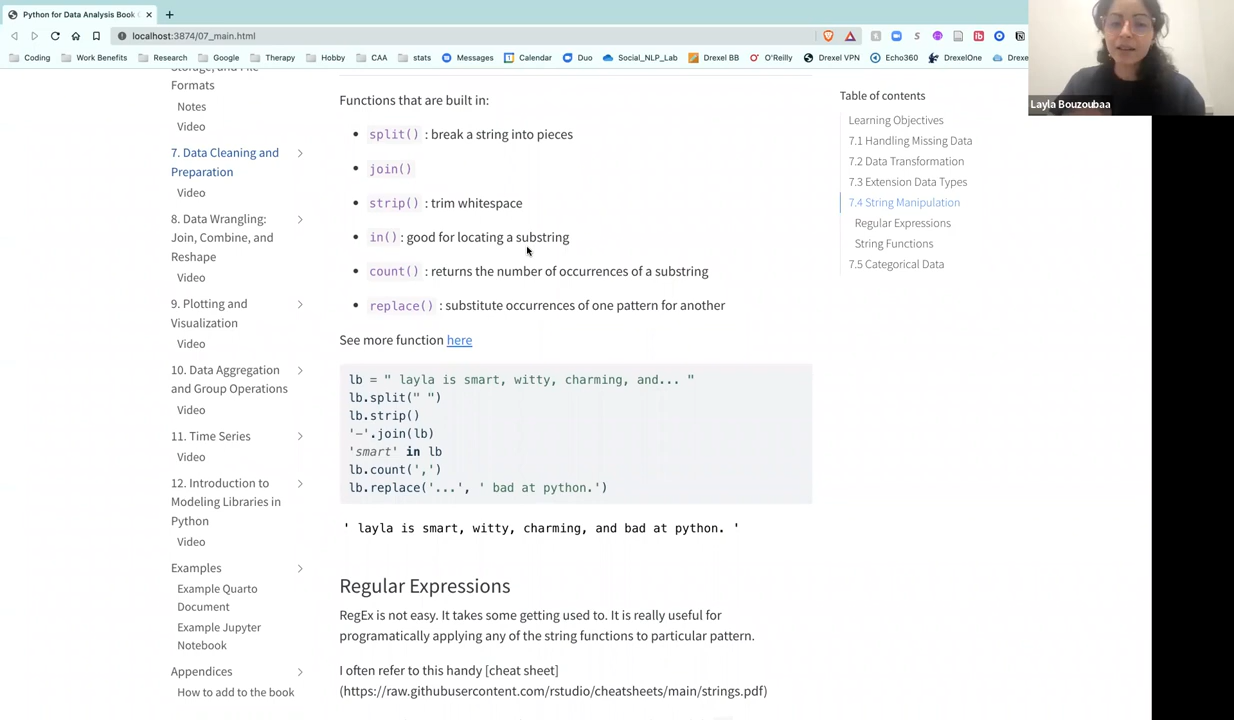 Python for Data Analysis Book
localhost:3874/07_main.html
Coding
Work Benefits
Research
Google
Therapy
Hobby
CAA
stats
Messages
Calendar
Duo
Social_NLP_Lab
Drexel BB
O'Reilly
Drexel VPN
Echo360
DrexelOne
Layla Bouzoubaa
Formats
Notes
Video
7. Data Cleaning and
Preparation
Video
8. Data Wrangling:
Join, Combine, and
Reshape
Video
9. Plotting and
Visualization
Video
10. Data Aggregation
and Group Operations
Video
11. Time Series
Video
12. Introduction to
Modeling Libraries in
Python
Video
Examples
Example Quarto
Document
Example Jupyter
Notebook
Appendices
How to add to the book
Functions that are built in:
split() : break a string into pieces
join()
strip() : trim whitespace
in() : good for locating a substring
count() : returns the number of occurrences of a substring
replace() : substitute occurrences of one pattern for another
See more function here
lb = " layla is smart, witty, charming, and... "
lb.split(" ")
lb.strip()
'-'.join(lb)
'smart' in lb
lb.count(',')
lb.replace('...', ' bad at python.')
' layla is smart, witty, charming, and bad at python. '
Regular Expressions
RegEx is not easy. It takes some getting used to. It is really useful for
programatically applying any of the string functions to particular pattern.
I often refer to this handy [cheat sheet]
(https://raw.githubusercontent.com/rstudio/cheatsheets/main/strings.pdf)
Table of contents
Learning Objectives
7.1 Handling Missing Data
7.2 Data Transformation
7.3 Extension Data Types
7.4 String Manipulation
Regular Expressions
String Functions
7.5 Categorical Data